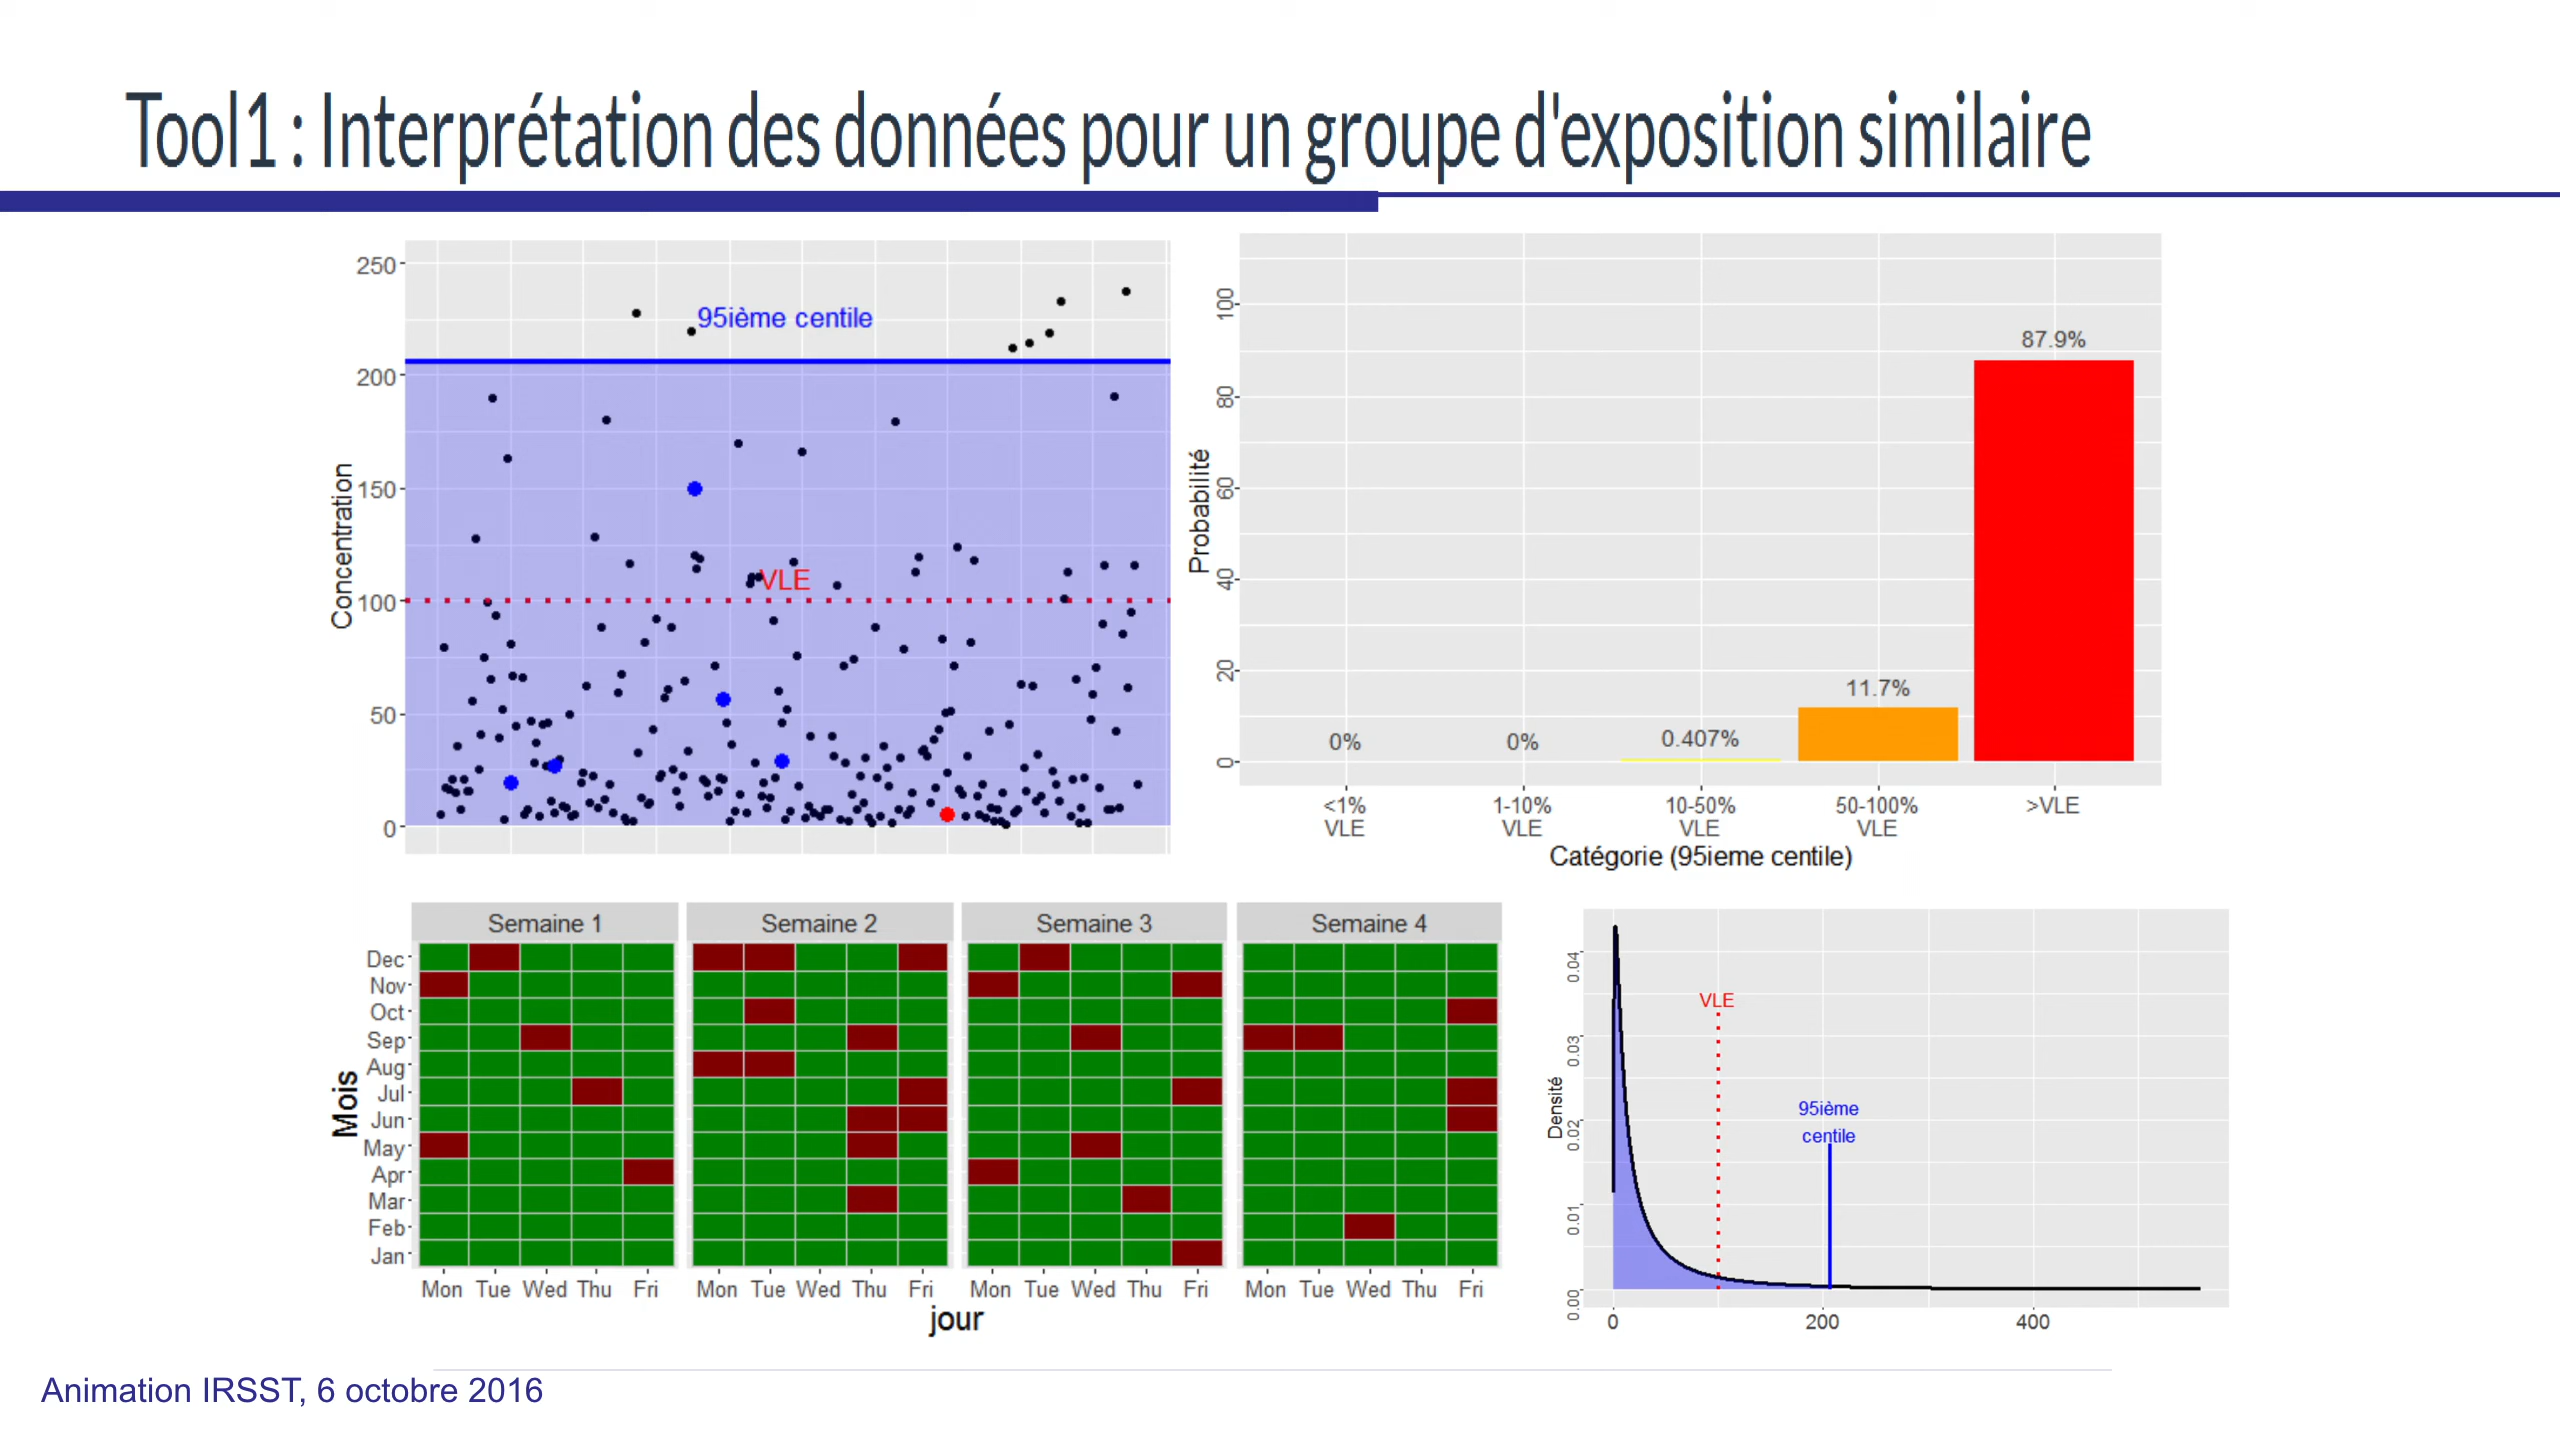 Tool1 : Interprétation des données pour un groupe d'exposition similaire
250
200
150
100
50
0
Concentration
95ième centile
VLE
100
80
60
40
20
0
Probabilité
0%
0%
0.407%
11.7%
87.9%
<1% 1-10% 10-50% 50-100% >VLE
VLE VLE VLE VLE
Catégorie (95ieme centile)
Semaine 1 Semaine 2 Semaine 3 Semaine 4
Dec
Nov
Oct
Sep
Aug
Jul
Jun
May
Apr
Mar
Feb
Jan
Mois
Mon Tue Wed Thu Fri Mon Tue Wed Thu Fri Mon Tue Wed Thu Fri Mon Tue Wed Thu Fri
jour
0.04
0.03
0.02
0.01
0.00
Densité
VLE
95ième
centile
0 200 400
Animation IRSST, 6 octobre 2016